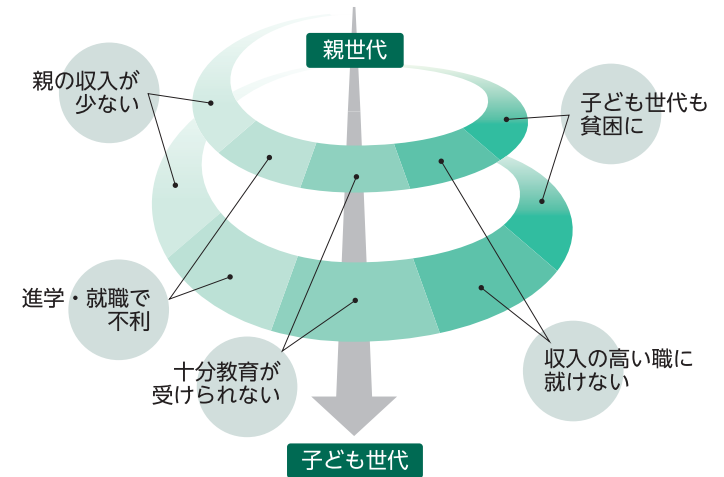 親世代
親の収入が
少ない
子ども世代も
貧困に
進学・就職で
不利
十分教育が
受けられない
収入の高い職に
就けない
子ども世代